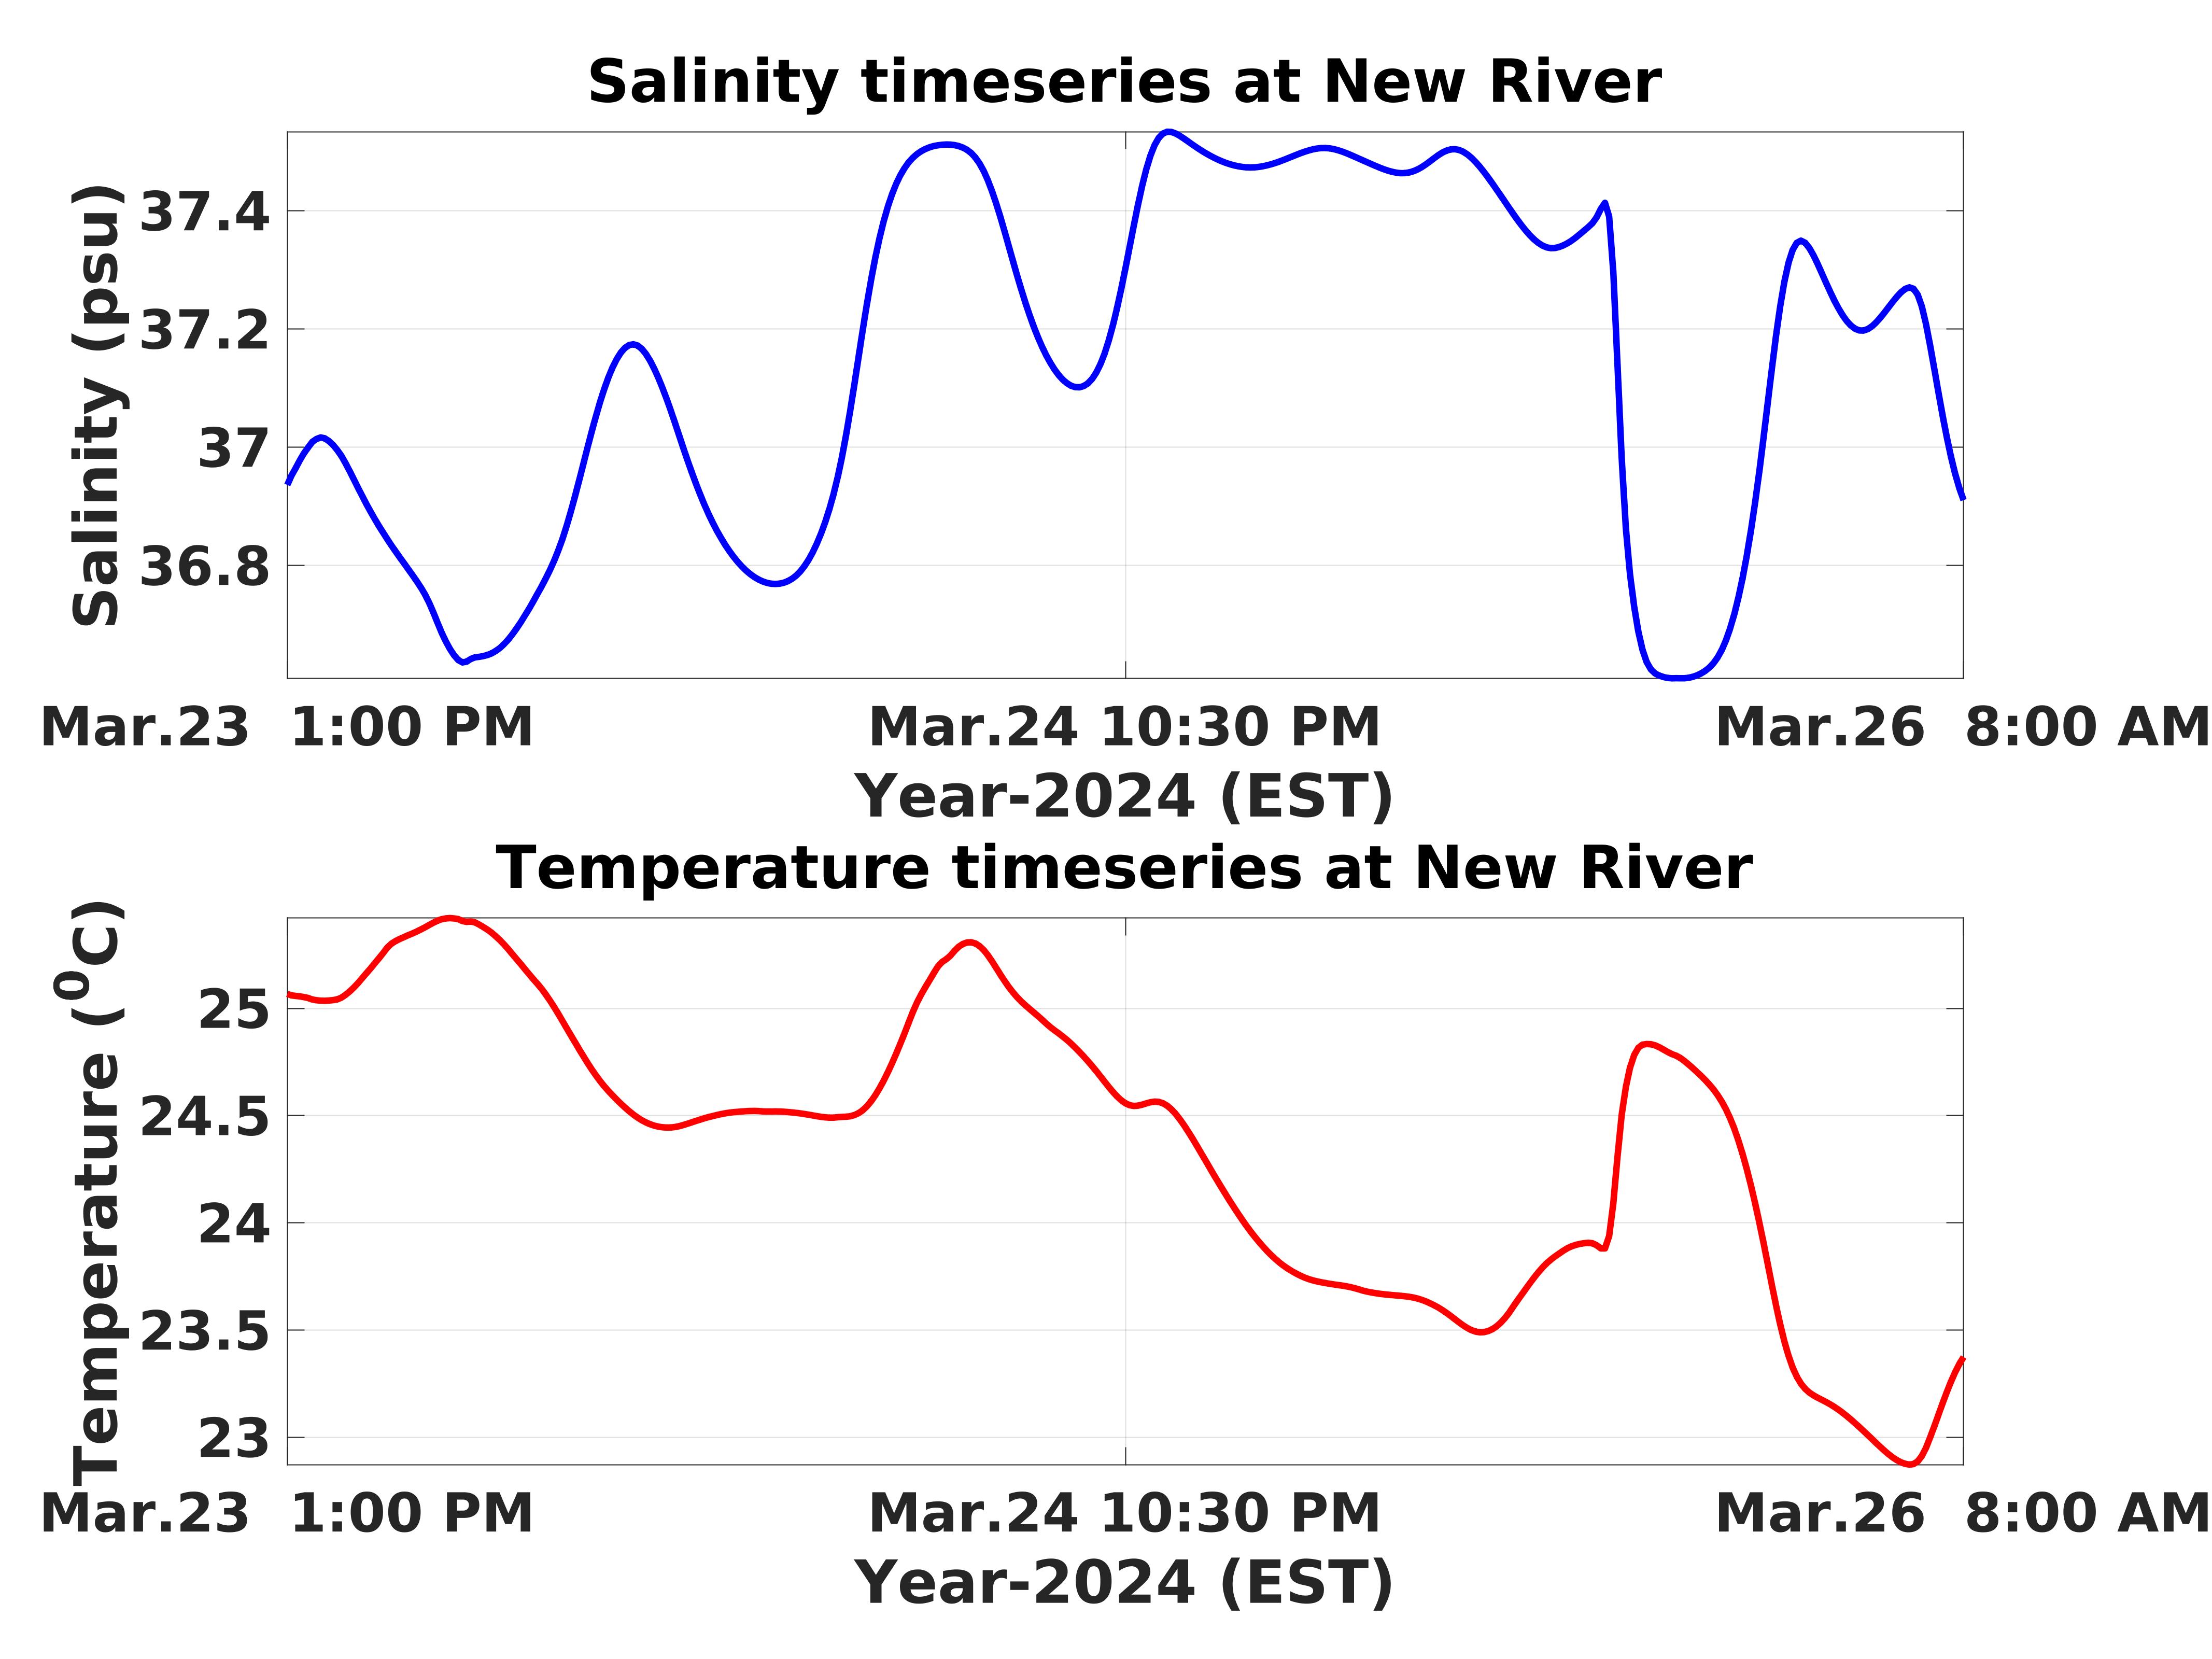 Salinity timeseries at New River
Salinity (psu)
37.4
37.2
37
36.8
Mar.23  1:00 PM
Mar.24 10:30 PM
Mar.26  8:00 AM
Year-2024 (EST)
Temperature timeseries at New River
Temperature (⁰C)
25
24.5
24
23.5
23
Mar.23  1:00 PM
Mar.24 10:30 PM
Mar.26  8:00 AM
Year-2024 (EST)